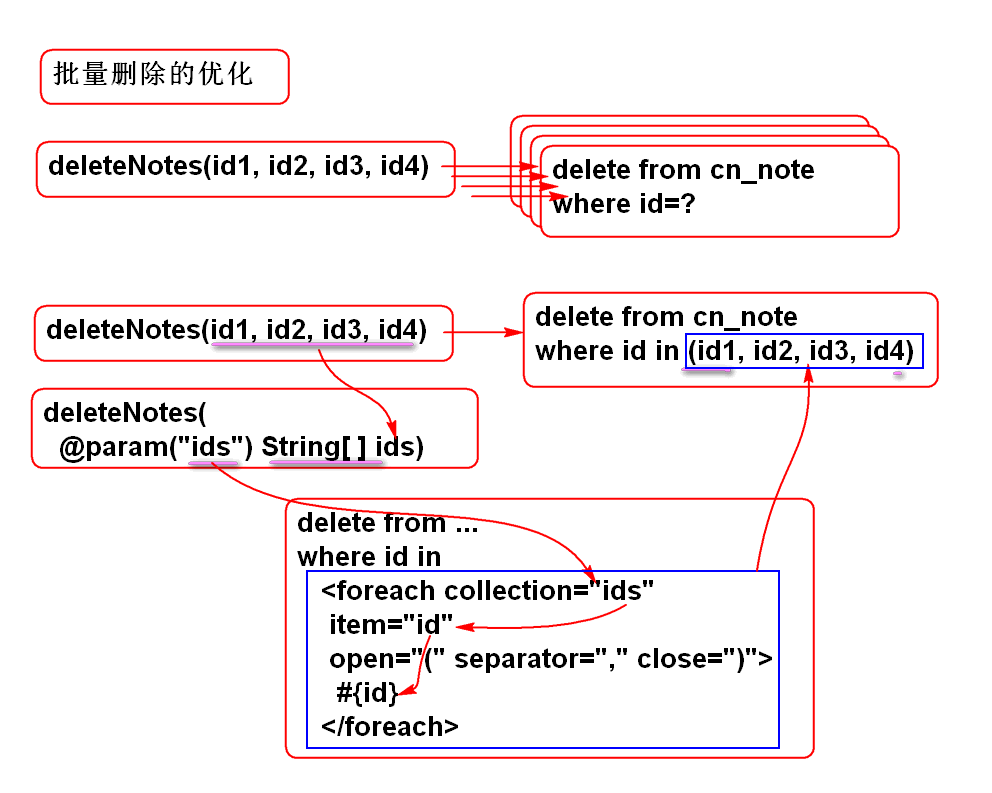 批量删除的优化
deleteNotes(id1, id2, id3, id4)
delete from cn_note
where id=?
deleteNotes(id1, id2, id3, id4)
delete from cn_note
where id in (id1, id2, id3, id4)
deleteNotes(
@param("ids") String[ ] ids)
delete from ...
where id in
<foreach collection="ids"
item="id"
open="(" separator="," close=")">
#{id}
</foreach>